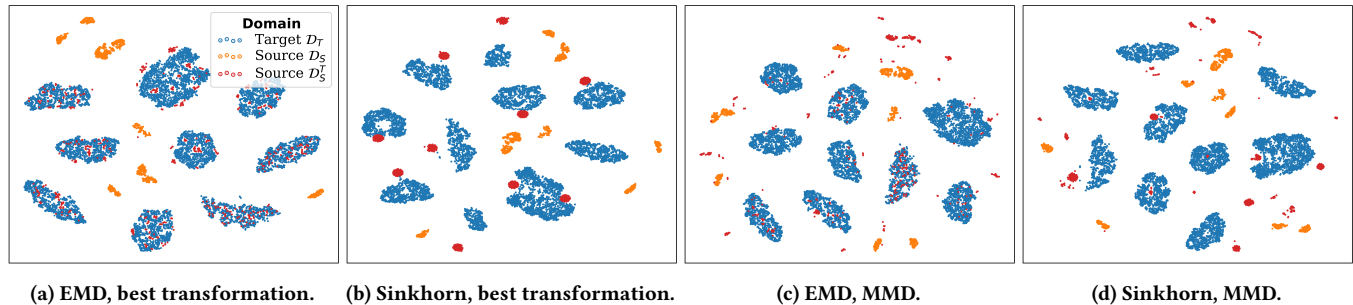 Domain
Target 𝒟_T
Source 𝒟_S
Source 𝒟_S^T
(a) EMD, best transformation.
(b) Sinkhorn, best transformation.
(c) EMD, MMD.
(d) Sinkhorn, MMD.